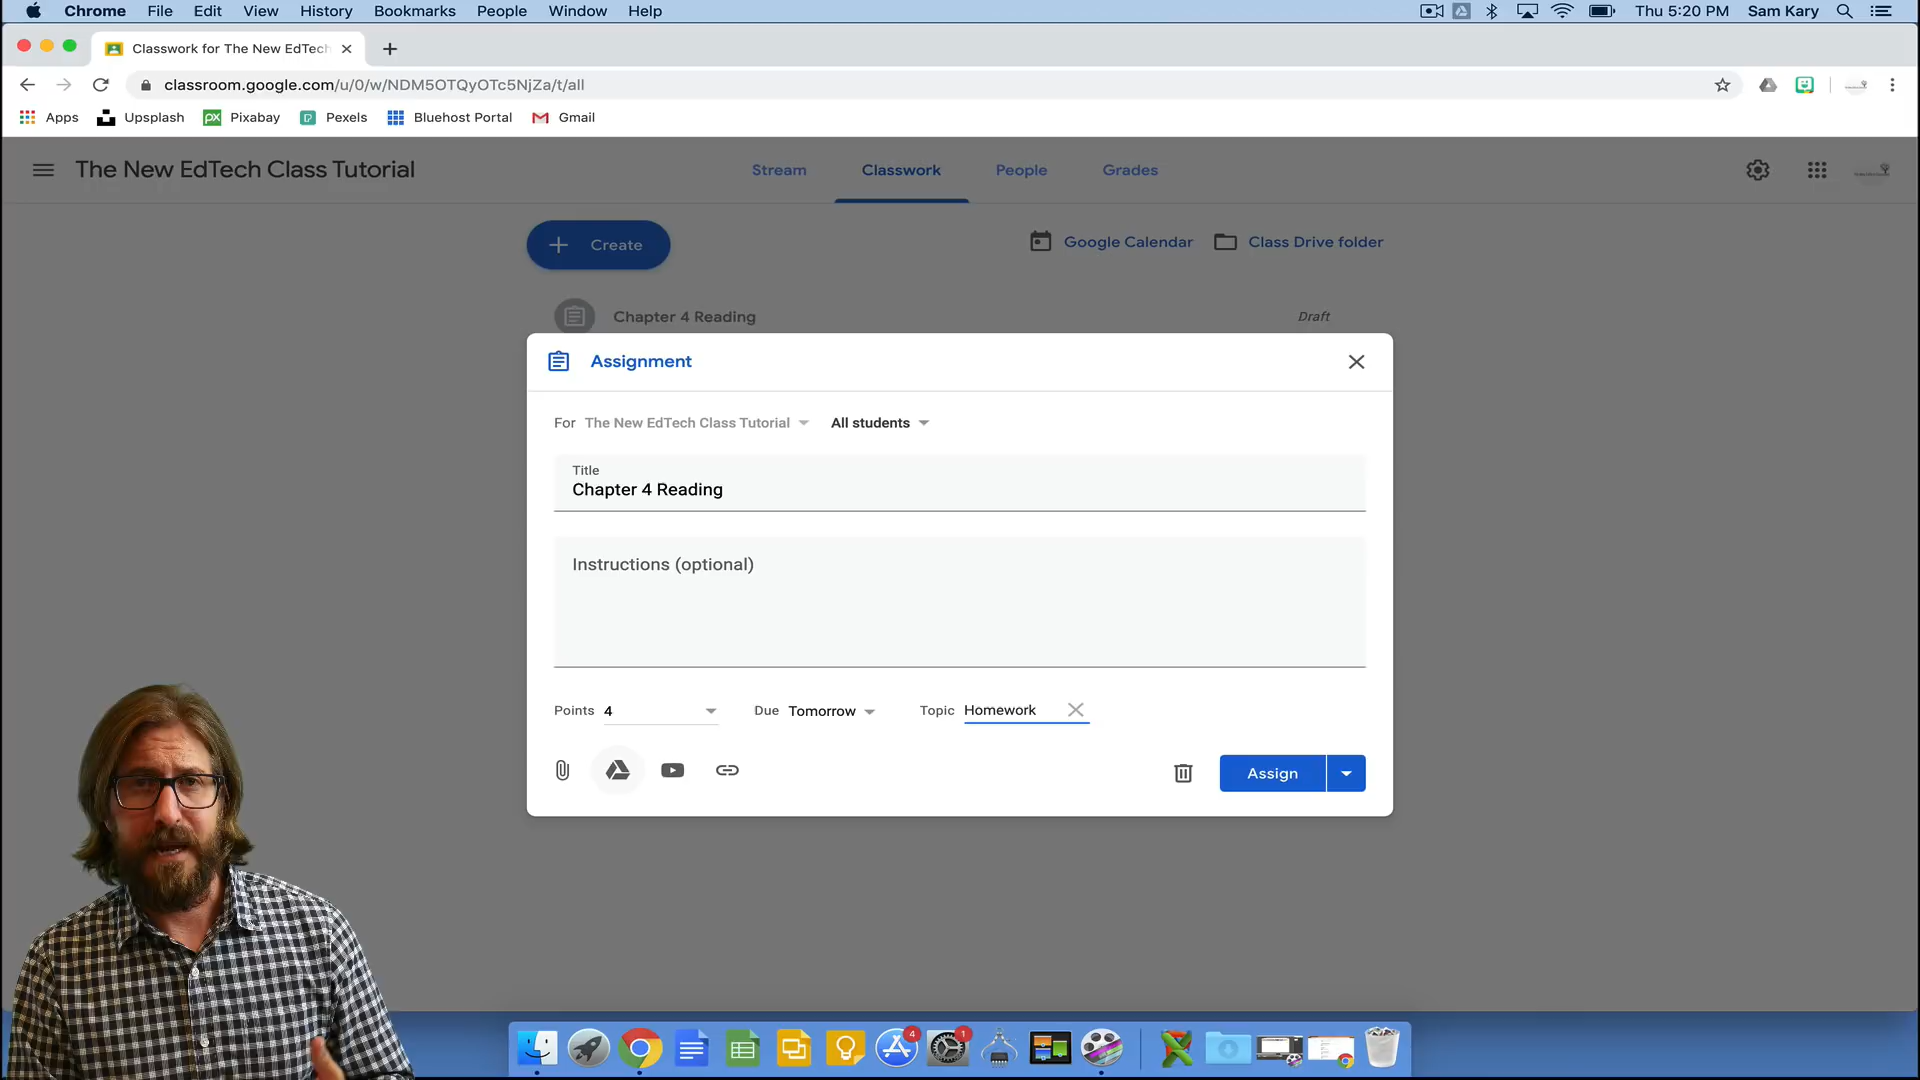 Chrome File Edit View History Bookmarks People Window Help Thu 5:20 PM Sam Kary
Classwork for The New EdTech
classroom.google.com/u/0/w/NDM5OTQyOTc5NjZa/t/all
Apps Upsplash Pixabay Pexels Bluehost Portal Gmail
The New EdTech Class Tutorial Stream Classwork People Grades
Create Google Calendar Class Drive folder
Chapter 4 Reading Draft
Assignment
For The New EdTech Class Tutorial All students
Title
Chapter 4 Reading
Instructions (optional)
Points 4 Due Tomorrow Topic Homework
Assign
4 1